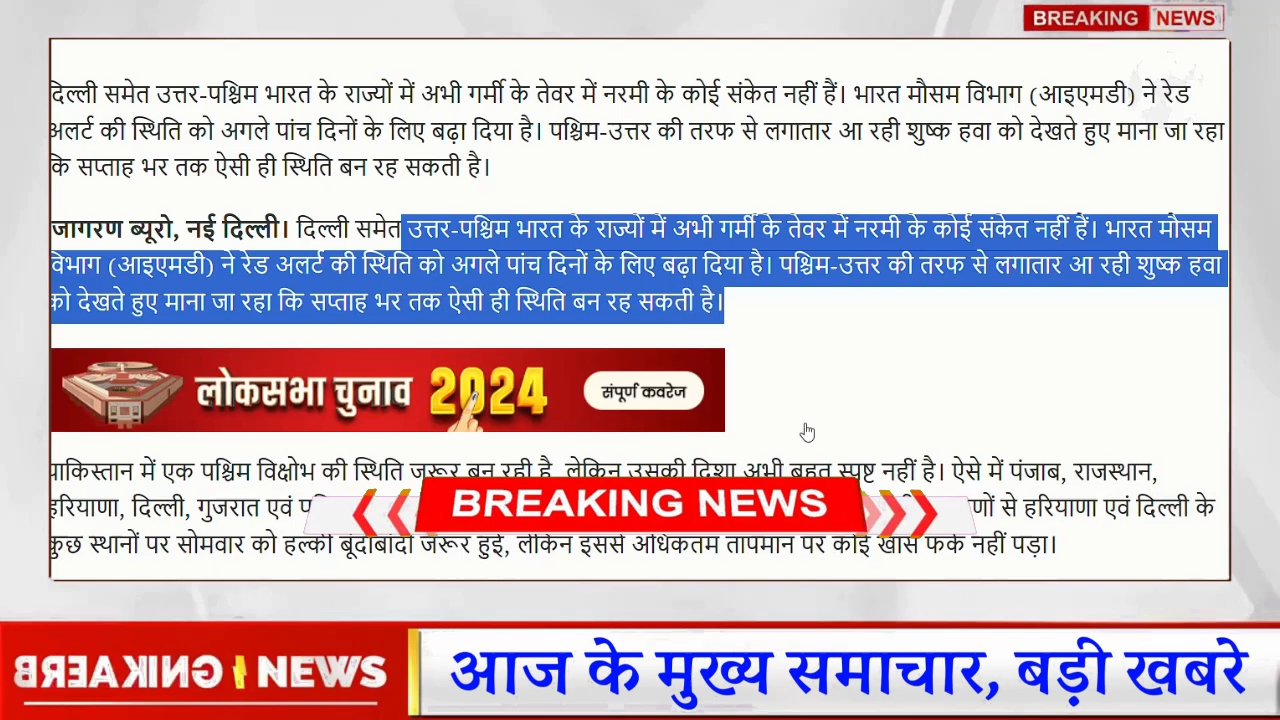 BREAKING NEWS
दिल्ली समेत उत्तर-पश्चिम भारत के राज्यों में अभी गर्मी के तेवर में नरमी के कोई संकेत नहीं हैं। भारत मौसम विभाग (आइएमडी) ने रेड
अलर्ट की स्थिति को अगले पांच दिनों के लिए बढ़ा दिया है। पश्चिम-उत्तर की तरफ से लगातार आ रही शुष्क हवा को देखते हुए माना जा रहा
कि सप्ताह भर तक ऐसी ही स्थिति बन रह सकती है।
जागरण ब्यूरो, नई दिल्ली। दिल्ली समेत उत्तर-पश्चिम भारत के राज्यों में अभी गर्मी के तेवर में नरमी के कोई संकेत नहीं हैं। भारत मौसम
विभाग (आइएमडी) ने रेड अलर्ट की स्थिति को अगले पांच दिनों के लिए बढ़ा दिया है। पश्चिम-उत्तर की तरफ से लगातार आ रही शुष्क हवा
को देखते हुए माना जा रहा कि सप्ताह भर तक ऐसी ही स्थिति बन रह सकती है।
लोकसभा चुनाव 2024 संपूर्ण कवरेज
पाकिस्तान में एक पश्चिम विक्षोभ की स्थिति जरूर बन रही है, लेकिन उसकी दिशा अभी बहुत स्पष्ट नहीं है। ऐसे में पंजाब, राजस्थान,
हरियाणा, दिल्ली, गुजरात एवं से हरियाणा एवं दिल्ली के
BREAKING NEWS
कुछ स्थानों पर सोमवार को हल्की बूंदाबांदी जरूर हुई, लेकिन इससे अधिकतम तापमान पर कोई खास फर्क नहीं पड़ा।
BREAKING NEWS
आज के मुख्य समाचार, बड़ी खबरे